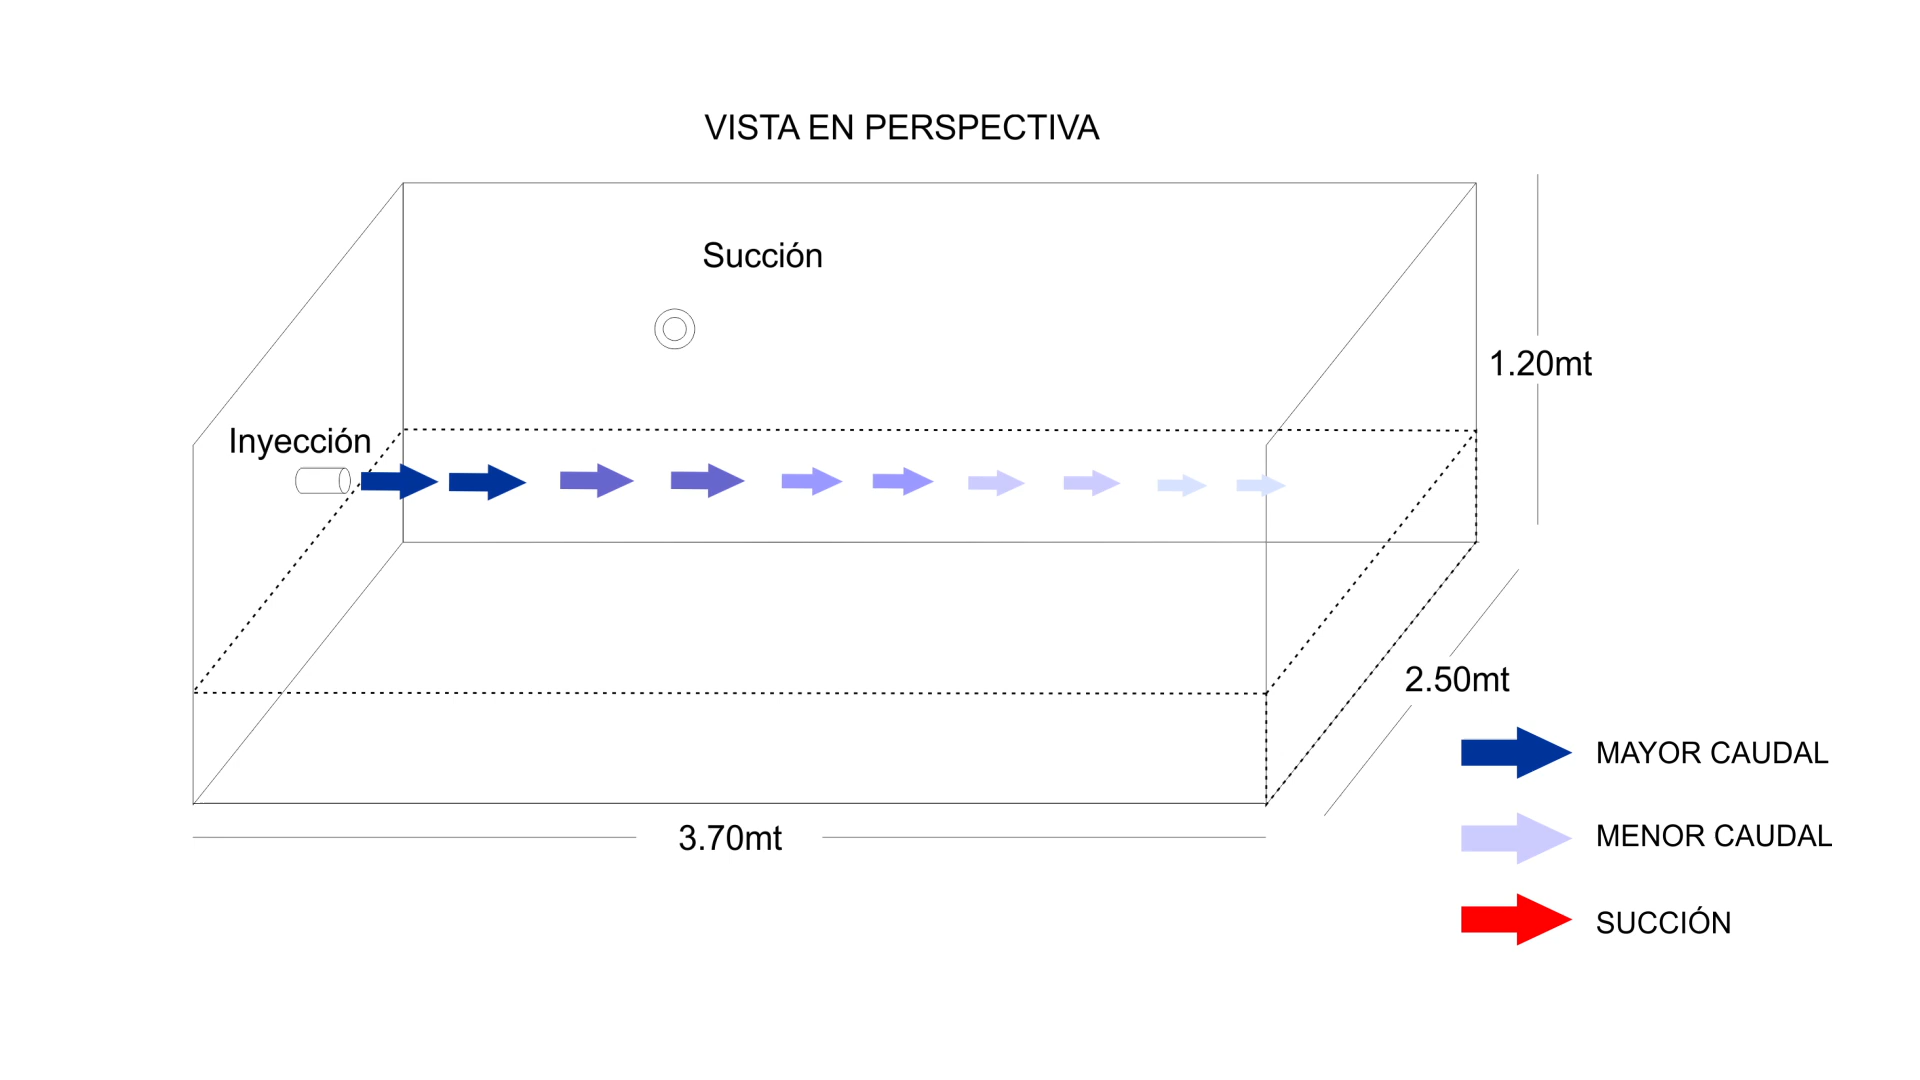 VISTA EN PERSPECTIVA
Succión
1.20mt
Inyección
2.50mt
MAYOR CAUDAL
3.70mt
MENOR CAUDAL
SUCCIÓN